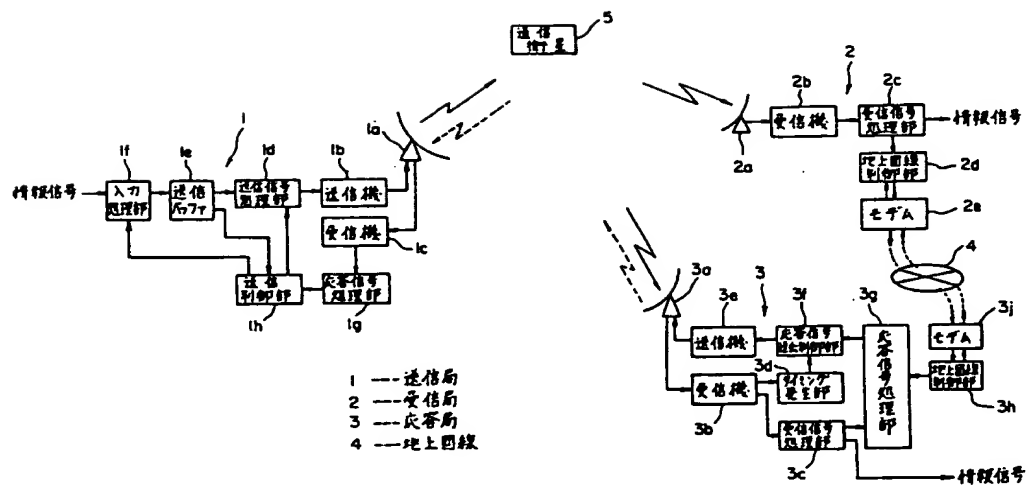 5
通信
衛星
2
2b
2c
1
1a
受信機
受信信号
処理部
情報信号
1f
1e
1d
1b
2a
情報信号
入力
処理部
送信
バッファ
送信信号
処理部
送信機
地上回線
制御部
2d
受信機
1c
モデム
2e
送信
制御部
応答信号
処理部
1h
1g
4
3a
3e
3
3f
3g
3j
送信機
応答信号
モデム
3d
応答信号処理部
受信機
タイミング
発生部
地上回線
制御部
3h
3b
受信信号
処理部
3c
情報信号
1 ---送信局
2 ---受信局
3 ---応答局
4 ---地上回線